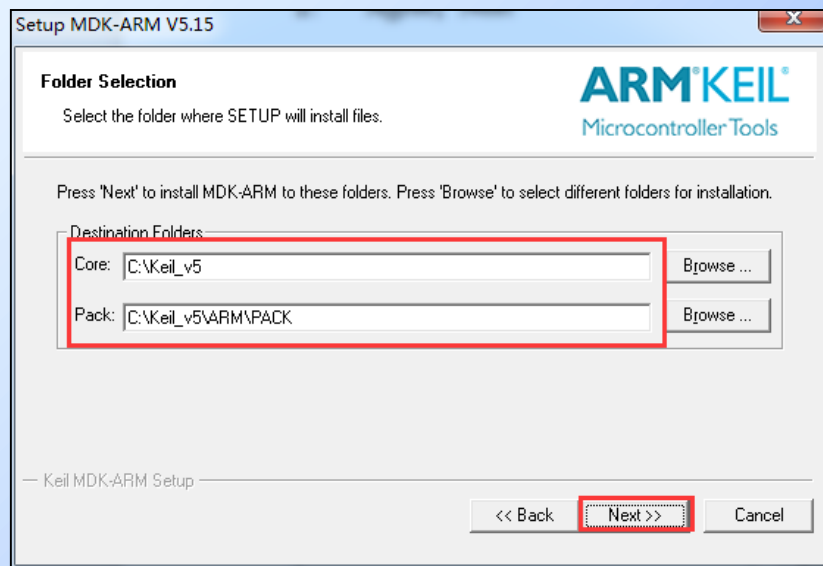 Setup MDK-ARM V5.15
Folder Selection
Select the folder where SETUP will install files.
ARM®KEIL®
Microcontroller Tools
Press 'Next' to install MDK-ARM to these folders. Press 'Browse' to select different folders for installation.
Destination Folders
Core: C:\Keil_v5 Browse ...
Pack: C:\Keil_v5\ARM\PACK Browse ...
Keil MDK-ARM Setup
<< Back Next >> Cancel